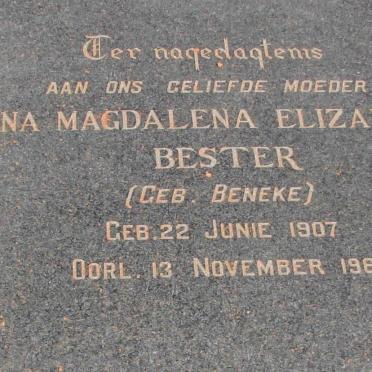 Ter nagedagtenis
AAN ONS GELIEFDE MOEDER
NA MAGDALENA ELIZA
BESTER
(GEB. BENEKE)
GEB. 22 JUNIE 1907
OORL. 13 NOVEMBER 198